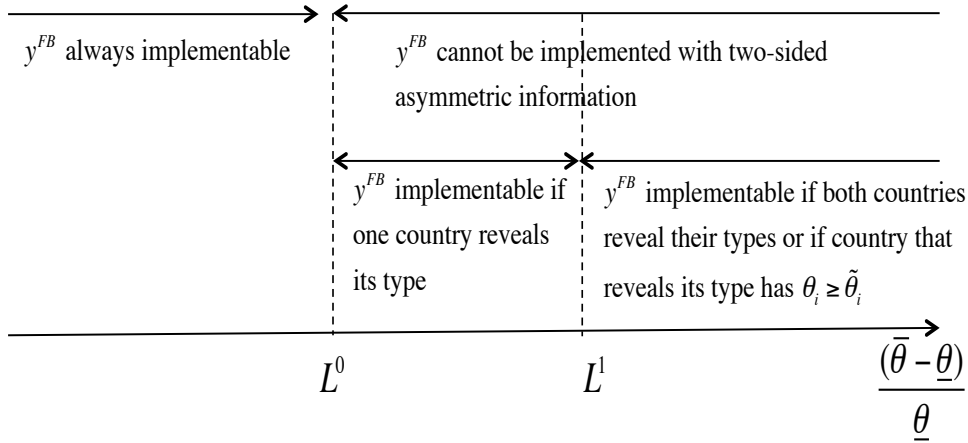 y^{FB} always implementable
y^{FB} cannot be implemented with two-sided
asymmetric information
y^{FB} implementable if
one country reveals
its type
y^{FB} implementable if both countries
reveal their types or if country that
reveals its type has θ_i ≥ θ̃_i
L^0
L^1
(θ̄ − θ̲)
θ̲